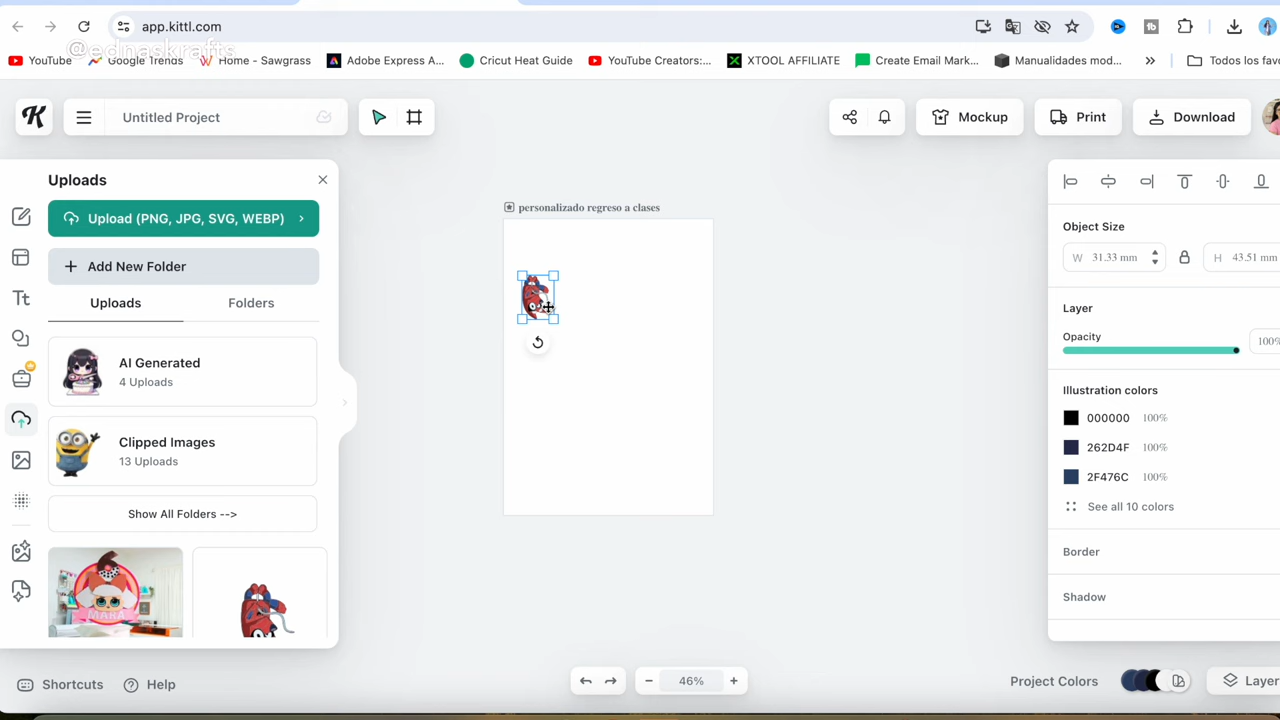 app.kittl.com
@ednaskrafts
YouTube
Google Trends
Home - Sawgrass
Adobe Express A...
Cricut Heat Guide
YouTube Creators:...
XTOOL AFFILIATE
Create Email Mark...
Manualidades mod...
Todos los fav
Untitled Project
Mockup
Print
Download
Uploads
Upload (PNG, JPG, SVG, WEBP)
Add New Folder
Uploads
Folders
AI Generated
4 Uploads
Clipped Images
13 Uploads
Show All Folders -->
MARA
personalizado regreso a clases
Object Size
W 31.33 mm
H 43.51 mm
Layer
Opacity
100%
Illustration colors
000000 100%
262D4F 100%
2F476C 100%
See all 10 colors
Border
Shadow
Shortcuts
Help
46%
Project Colors
Layer